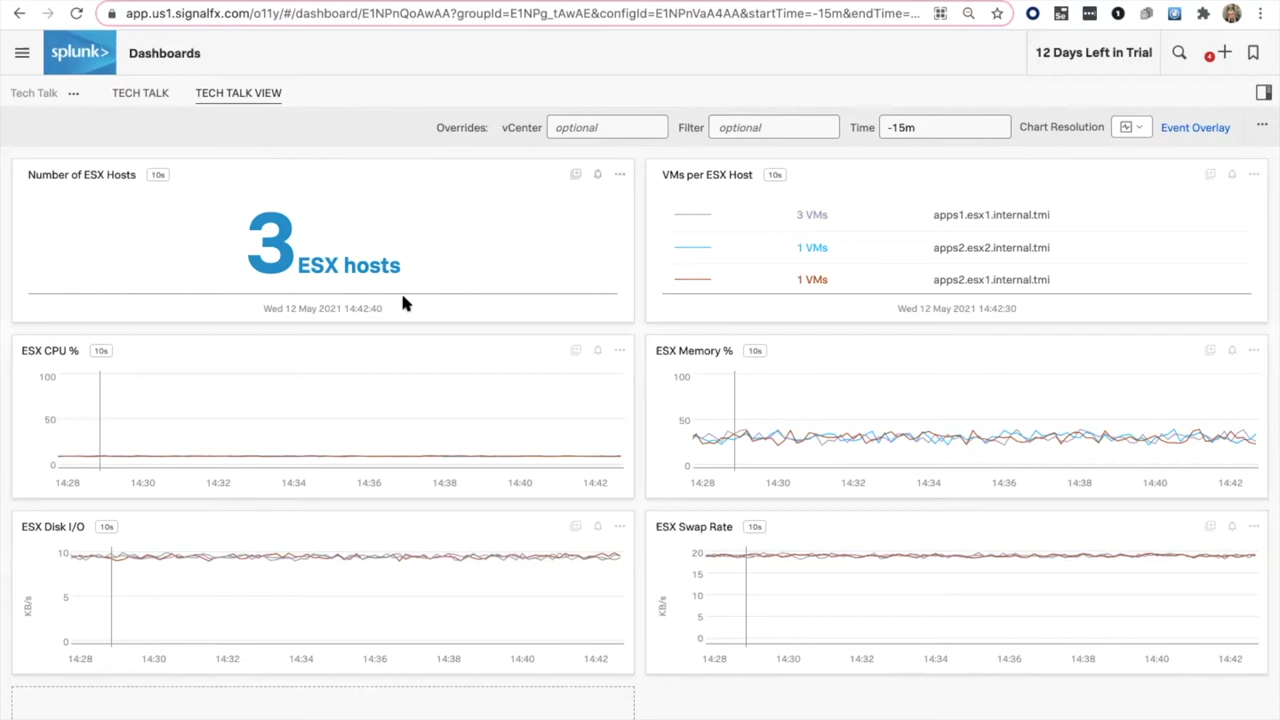 app.us1.signalfx.com/o11y/#/dashboard/E1NPnQoAwAA?groupId=E1NPg_tAwAE&configId=E1NPnVaA4AA&startTime=-15m&endTime=...
splunk> Dashboards 12 Days Left in Trial 4
Tech Talk ••• TECH TALK TECH TALK VIEW
Overrides: vCenter optional Filter optional Time -15m Chart Resolution Event Overlay
Number of ESX Hosts 10s
3 ESX hosts
Wed 12 May 2021 14:42:40
VMs per ESX Host 10s
3 VMs apps1.esx1.internal.tmi
1 VMs apps2.esx2.internal.tmi
1 VMs apps2.esx1.internal.tmi
Wed 12 May 2021 14:42:30
ESX CPU % 10s
100
50
0
14:28 14:30 14:32 14:34 14:36 14:38 14:40 14:42
ESX Memory % 10s
100
50
0
14:28 14:30 14:32 14:34 14:36 14:38 14:40 14:42
ESX Disk I/O 10s
10
5
0
KB/s
14:28 14:30 14:32 14:34 14:36 14:38 14:40 14:42
ESX Swap Rate 10s
20
15
10
5
0
KB/s
14:28 14:30 14:32 14:34 14:36 14:38 14:40 14:42